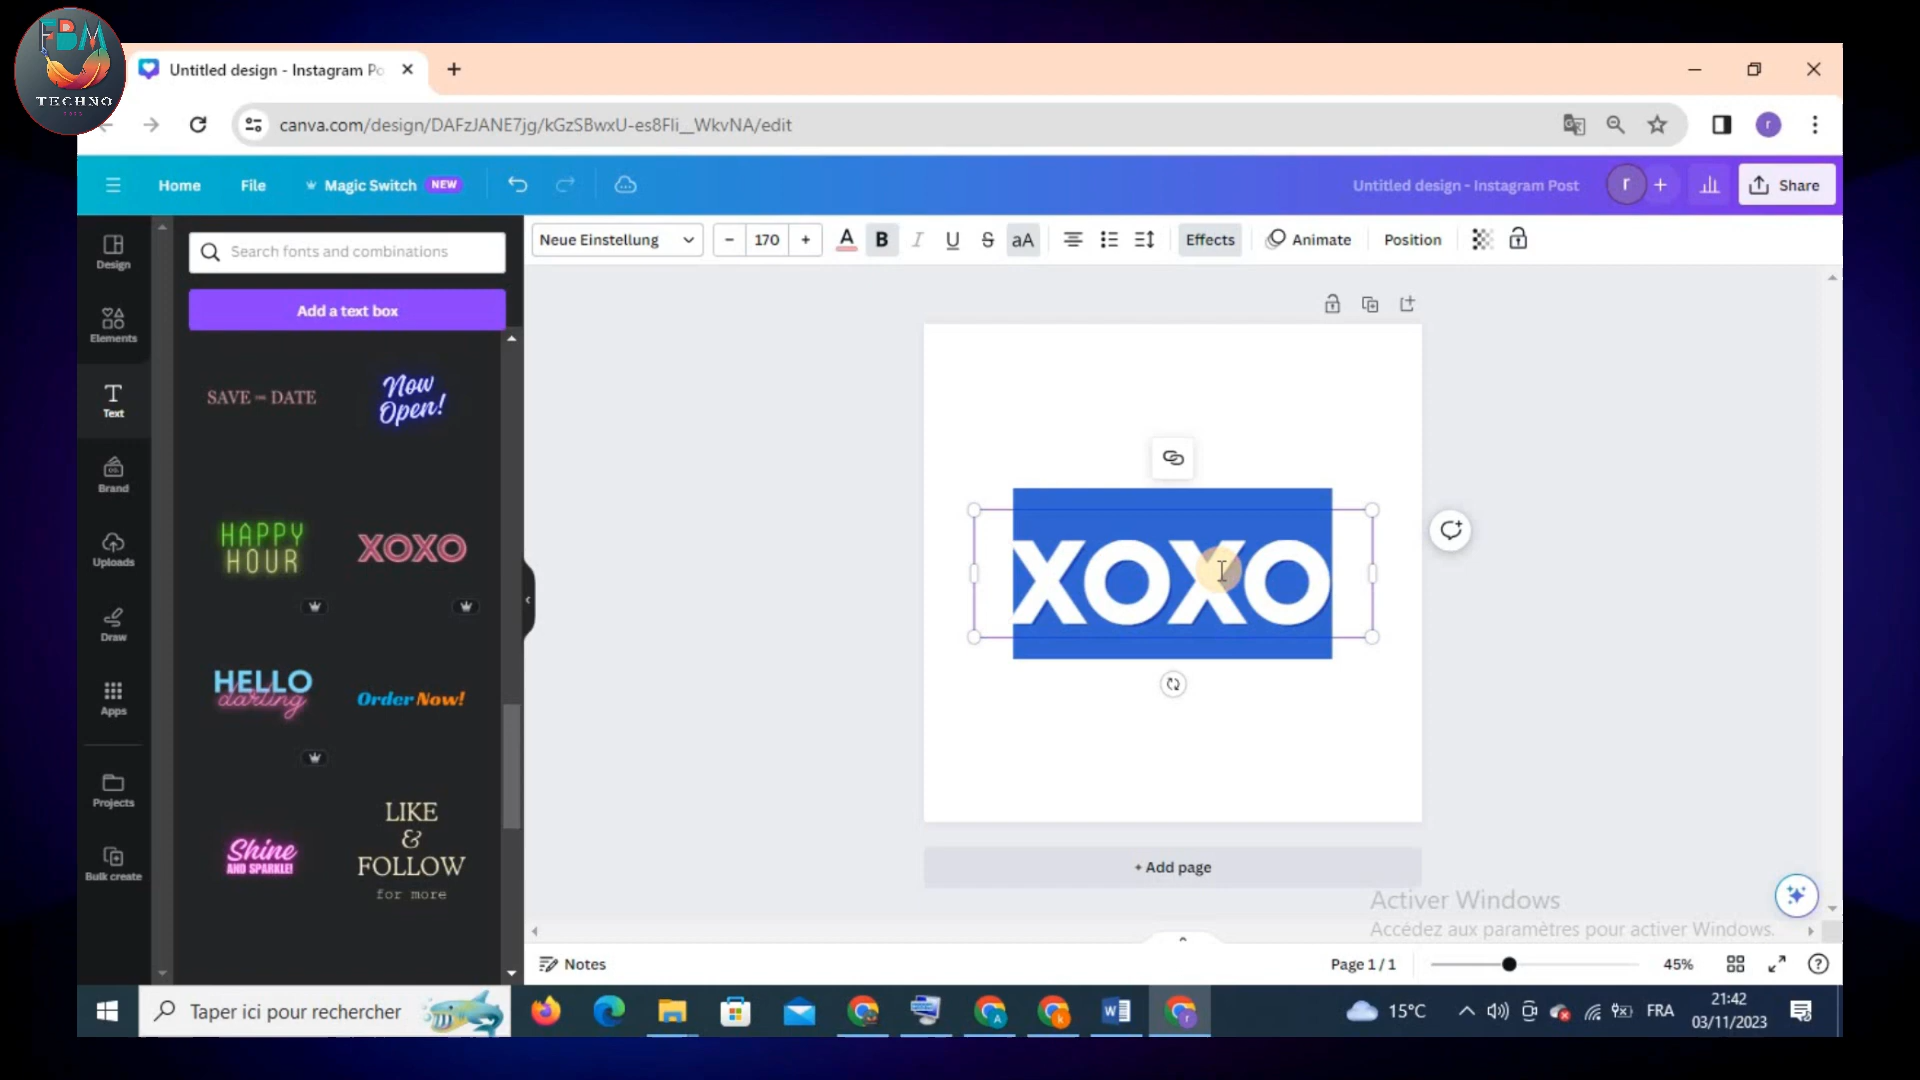 FBM
TECHNO
Untitled design - Instagram Po
canva.com/design/DAFzJANE7jg/kGzSBwxU-es8FIi__WkvNA/edit
r
Home
File
Magic Switch
NEW
Untitled design - Instagram Post
r
Share
Design
Elements
Text
Brand
Uploads
Draw
Apps
Projects
Bulk create
Search fonts and combinations
Add a text box
SAVE THE DATE
Now
Open!
HAPPY
HOUR
XOXO
HELLO
darling
Order Now!
Shine
AND SPARKLE!
LIKE
&
FOLLOW
for more
Neue Einstellung
170
A
B
I
U
S
aA
Effects
Animate
Position
XOXO
+ Add page
Activer Windows
Accédez aux paramètres pour activer Windows.
Notes
Page 1 / 1
45%
Taper ici pour rechercher
15°C
FRA
21:42
03/11/2023